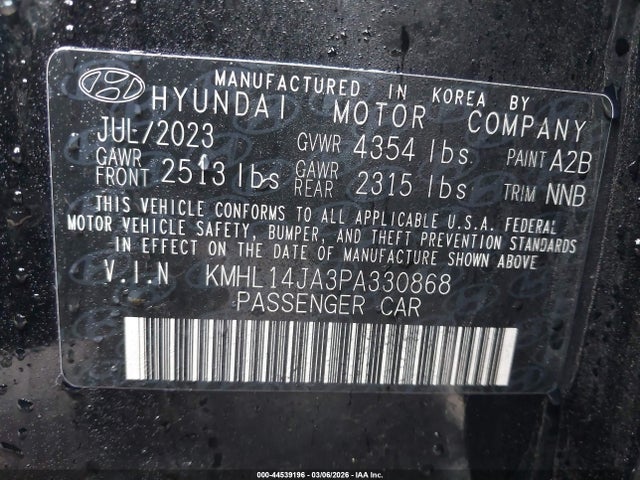 MANUFACTURED IN KOREA BY
HYUNDAI MOTOR COMPANY
JUL/2023 GVWR 4354 lbs. PAINT A2B
GAWR FRONT 2513 lbs GAWR REAR 2315 lbs TRIM NNB
THIS VEHICLE CONFORMS TO ALL APPLICABLE U.S.A. FEDERAL
MOTOR VEHICLE SAFETY, BUMPER, AND THEFT PREVENTION STANDARDS
IN EFFECT ON THE DATE OF MANUFACTURE SHOWN ABOVE
V.I.N KMHL14JA3PA330868
PASSENGER CAR
000-44539196 - 03/06/2026 - IAA Inc.